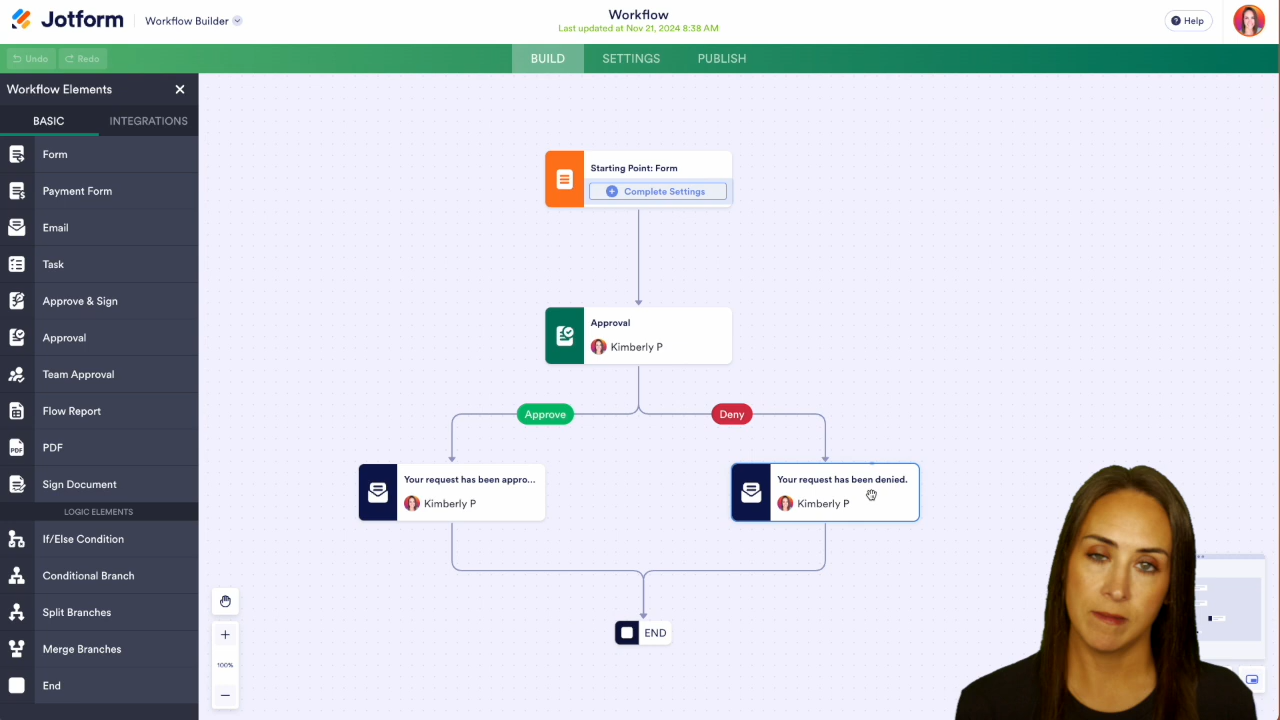 Jotform
Workflow Builder
Workflow
Last updated at Nov 21, 2024 8:38 AM
Help
Undo
Redo
BUILD
SETTINGS
PUBLISH
Workflow Elements
BASIC
INTEGRATIONS
Form
Payment Form
Email
Task
Approve & Sign
Approval
Team Approval
Flow Report
PDF
PDF
Sign Document
LOGIC ELEMENTS
If/Else Condition
Conditional Branch
Split Branches
Merge Branches
End
Starting Point: Form
Complete Settings
Approval
Kimberly P
Approve
Deny
Your request has been appro...
Kimberly P
Your request has been denied.
Kimberly P
END
100%